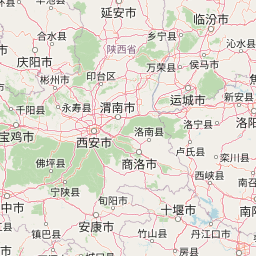 延安市
临汾市
合水县
乡宁县
陕西省
沁水县
庆阳市
万荣县
侯马市
彬州市
印台区
千阳县
永寿县
渭南市
运城市
新安县
洛宁县
洛阳
宝鸡市
西安市
洛南县
卢氏县
栾川县
佛坪县
商洛市
西峡县
南召
宁陕县
旬阳市
十堰市
南阳
安康市
镇巴县
竹山县
丹江口市
房县